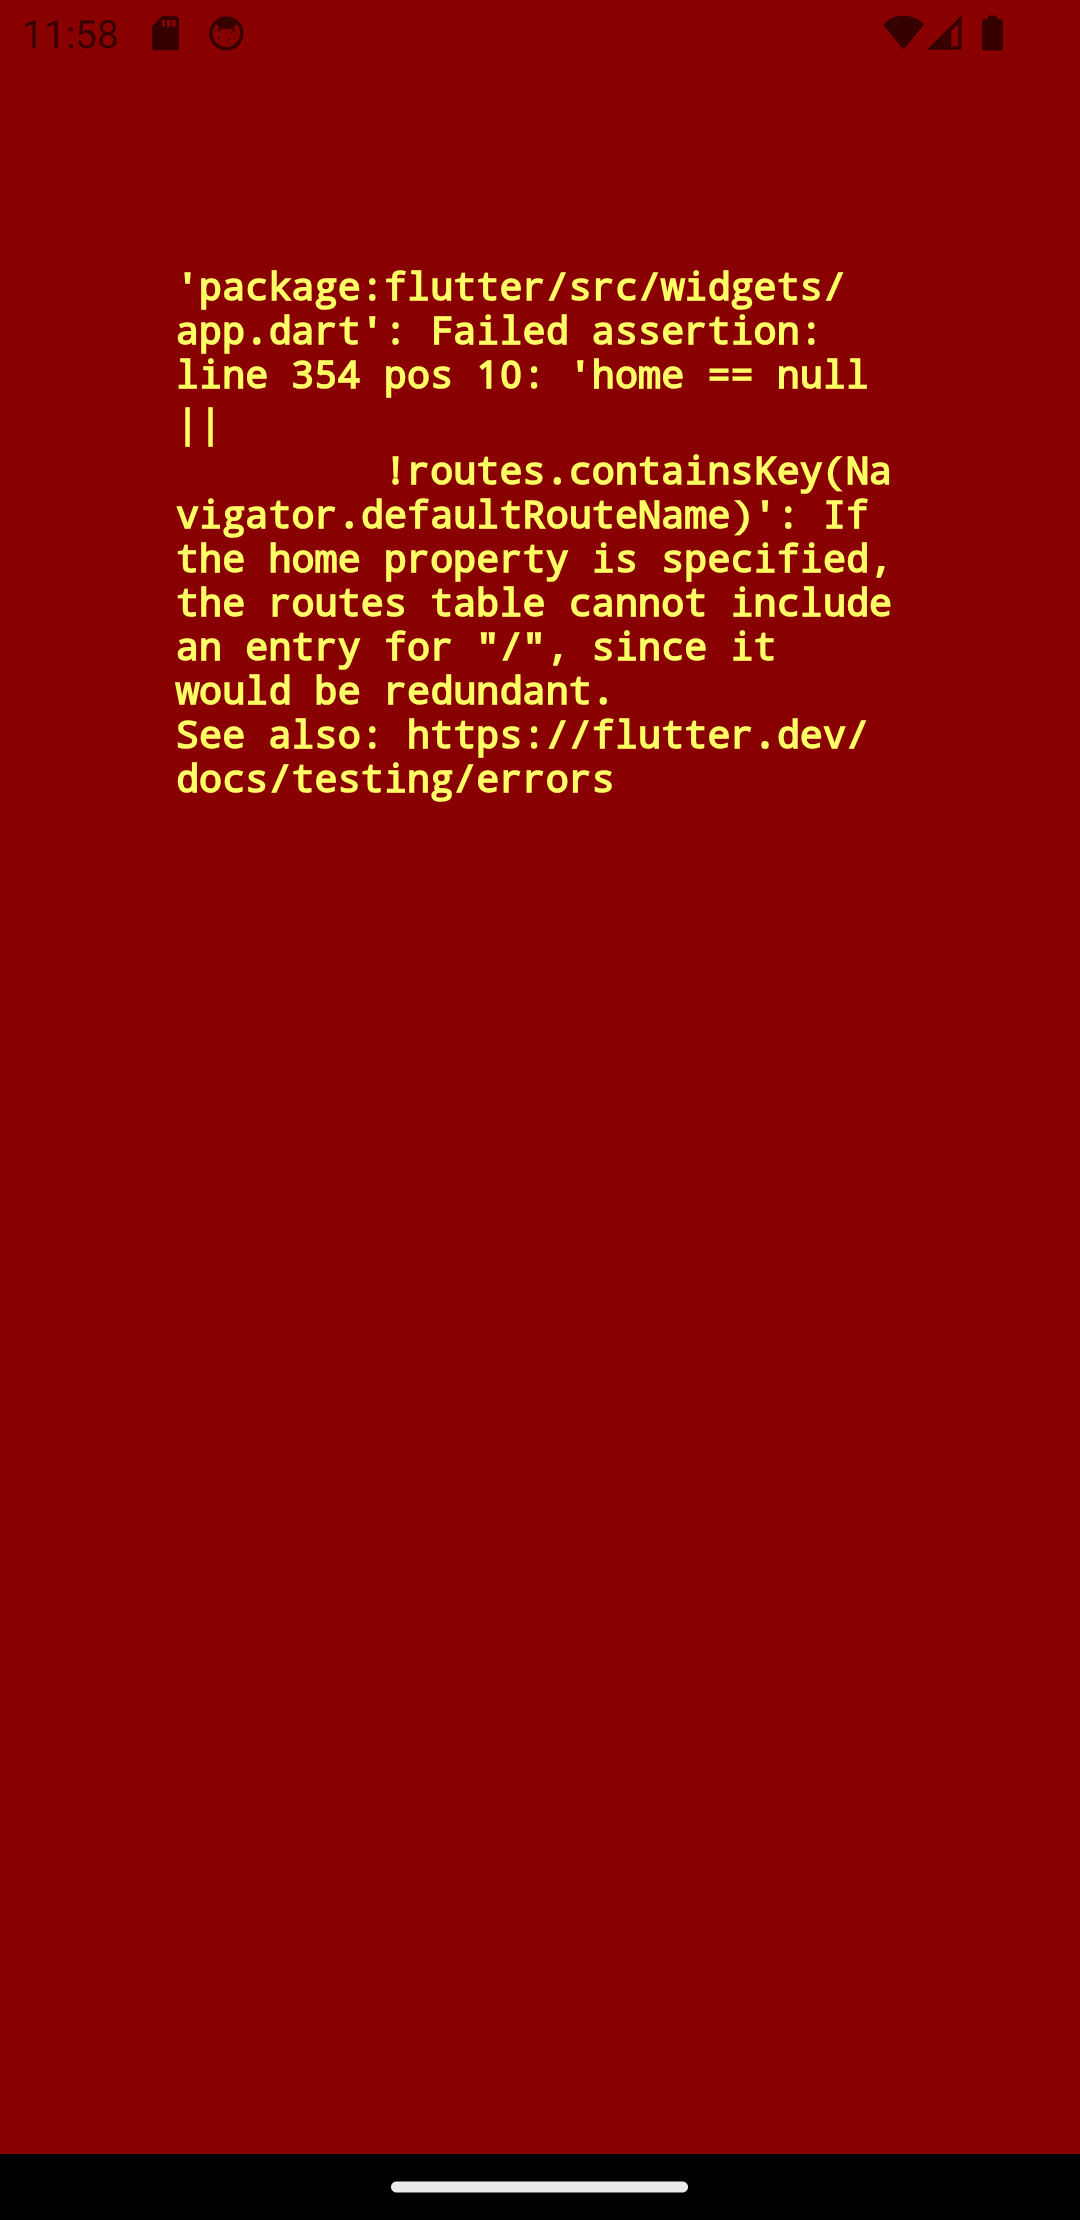 11:58
'package:flutter/src/widgets/
app.dart': Failed assertion:
line 354 pos 10: 'home == null
||
!routes.containsKey(Na
vigator.defaultRouteName)': If
the home property is specified,
the routes table cannot include
an entry for "/", since it
would be redundant.
See also: https://flutter.dev/
docs/testing/errors